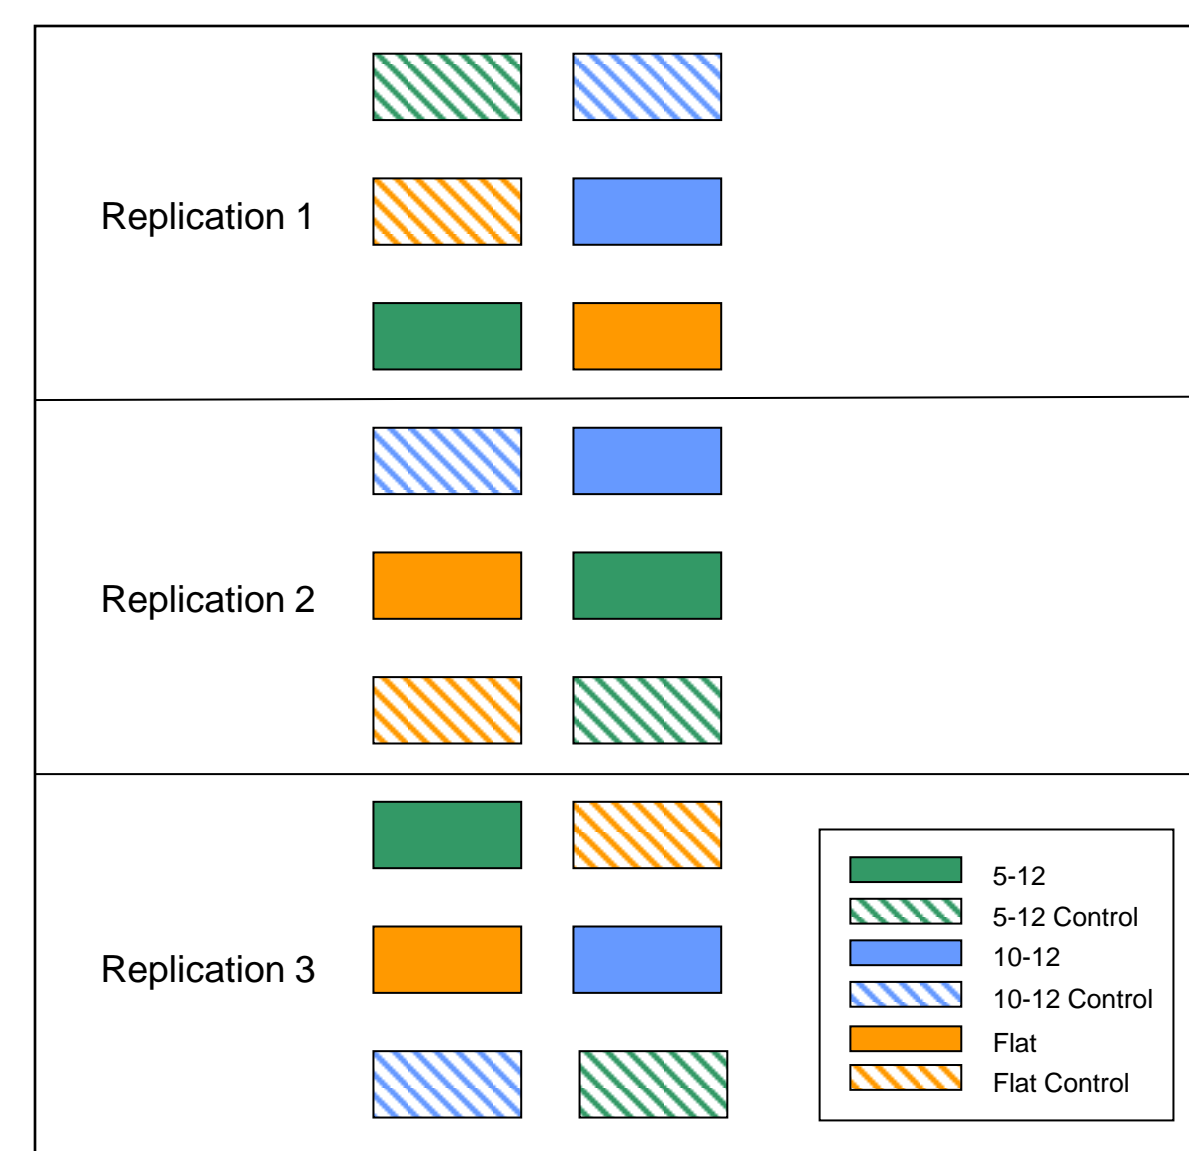 Replication 1
Replication 2
Replication 3
5-12
5-12 Control
10-12
10-12 Control
Flat
Flat Control